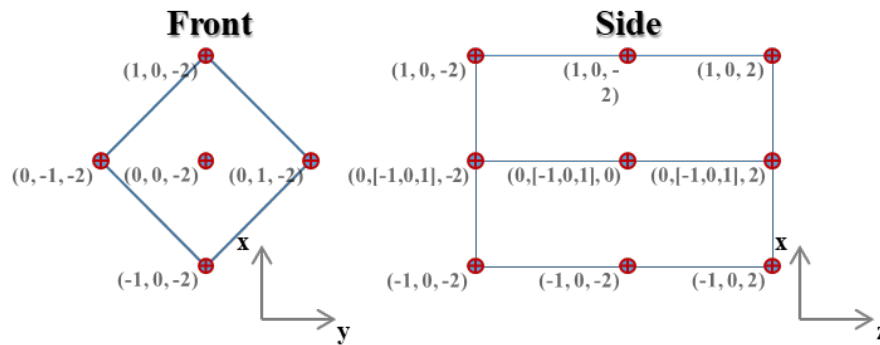 Front
Side
(1, 0, -2)
(1, 0, -2)
(1, 0, -
2)
(1, 0, 2)
(0, -1, -2)
(0, 0, -2)
(0, 1, -2)
(0,[-1,0,1], -2)
(0,[-1,0,1], 0)
(0,[-1,0,1], 2)
x
x
(-1, 0, -2)
(-1, 0, -2)
(-1, 0, -2)
(-1, 0, 2)
y
z